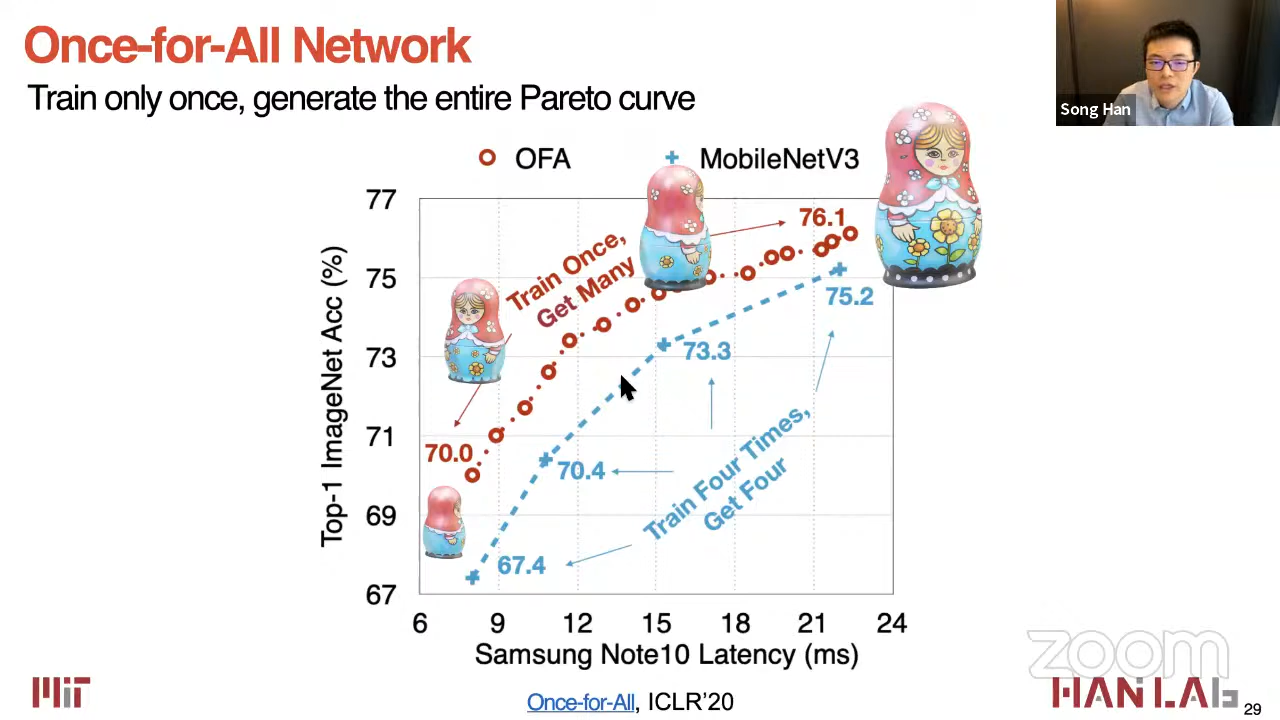 Once-for-All Network
Train only once, generate the entire Pareto curve
Song Han
OFA
MobileNetV3
77
75
73
71
69
67
Top-1 ImageNet Acc (%)
Train Once,
Get Many
76.1
75.2
73.3
70.0
70.4
67.4
Train Four Times,
Get Four
6 9 12 15 18 21 24
Samsung Note10 Latency (ms)
zoom
MIT
Once-for-All, ICLR'20
HAN LAB
29